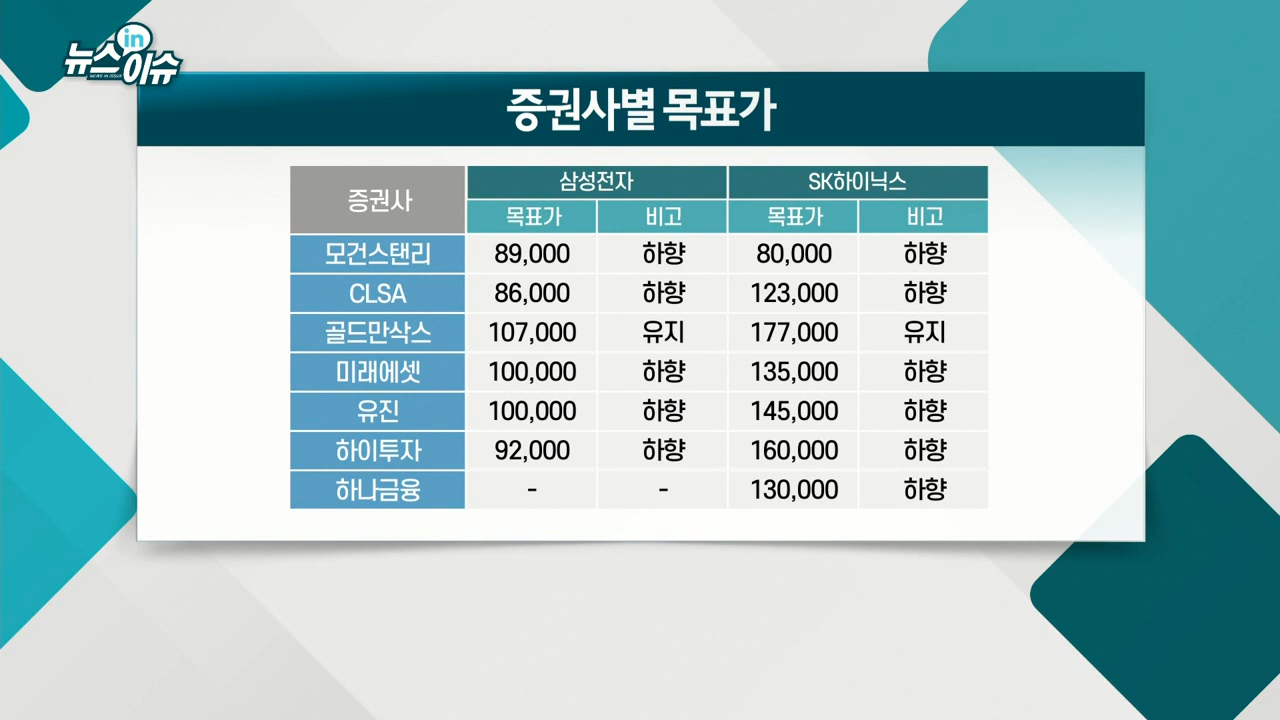 뉴스in이슈
NEWS IN ISSUE
증권사별 목표가
증권사 삼성전자 SK하이닉스
목표가 비고 목표가 비고
모건스탠리 89,000 하향 80,000 하향
CLSA 86,000 하향 123,000 하향
골드만삭스 107,000 유지 177,000 유지
미래에셋 100,000 하향 135,000 하향
유진 100,000 하향 145,000 하향
하이투자 92,000 하향 160,000 하향
하나금융 - - 130,000 하향